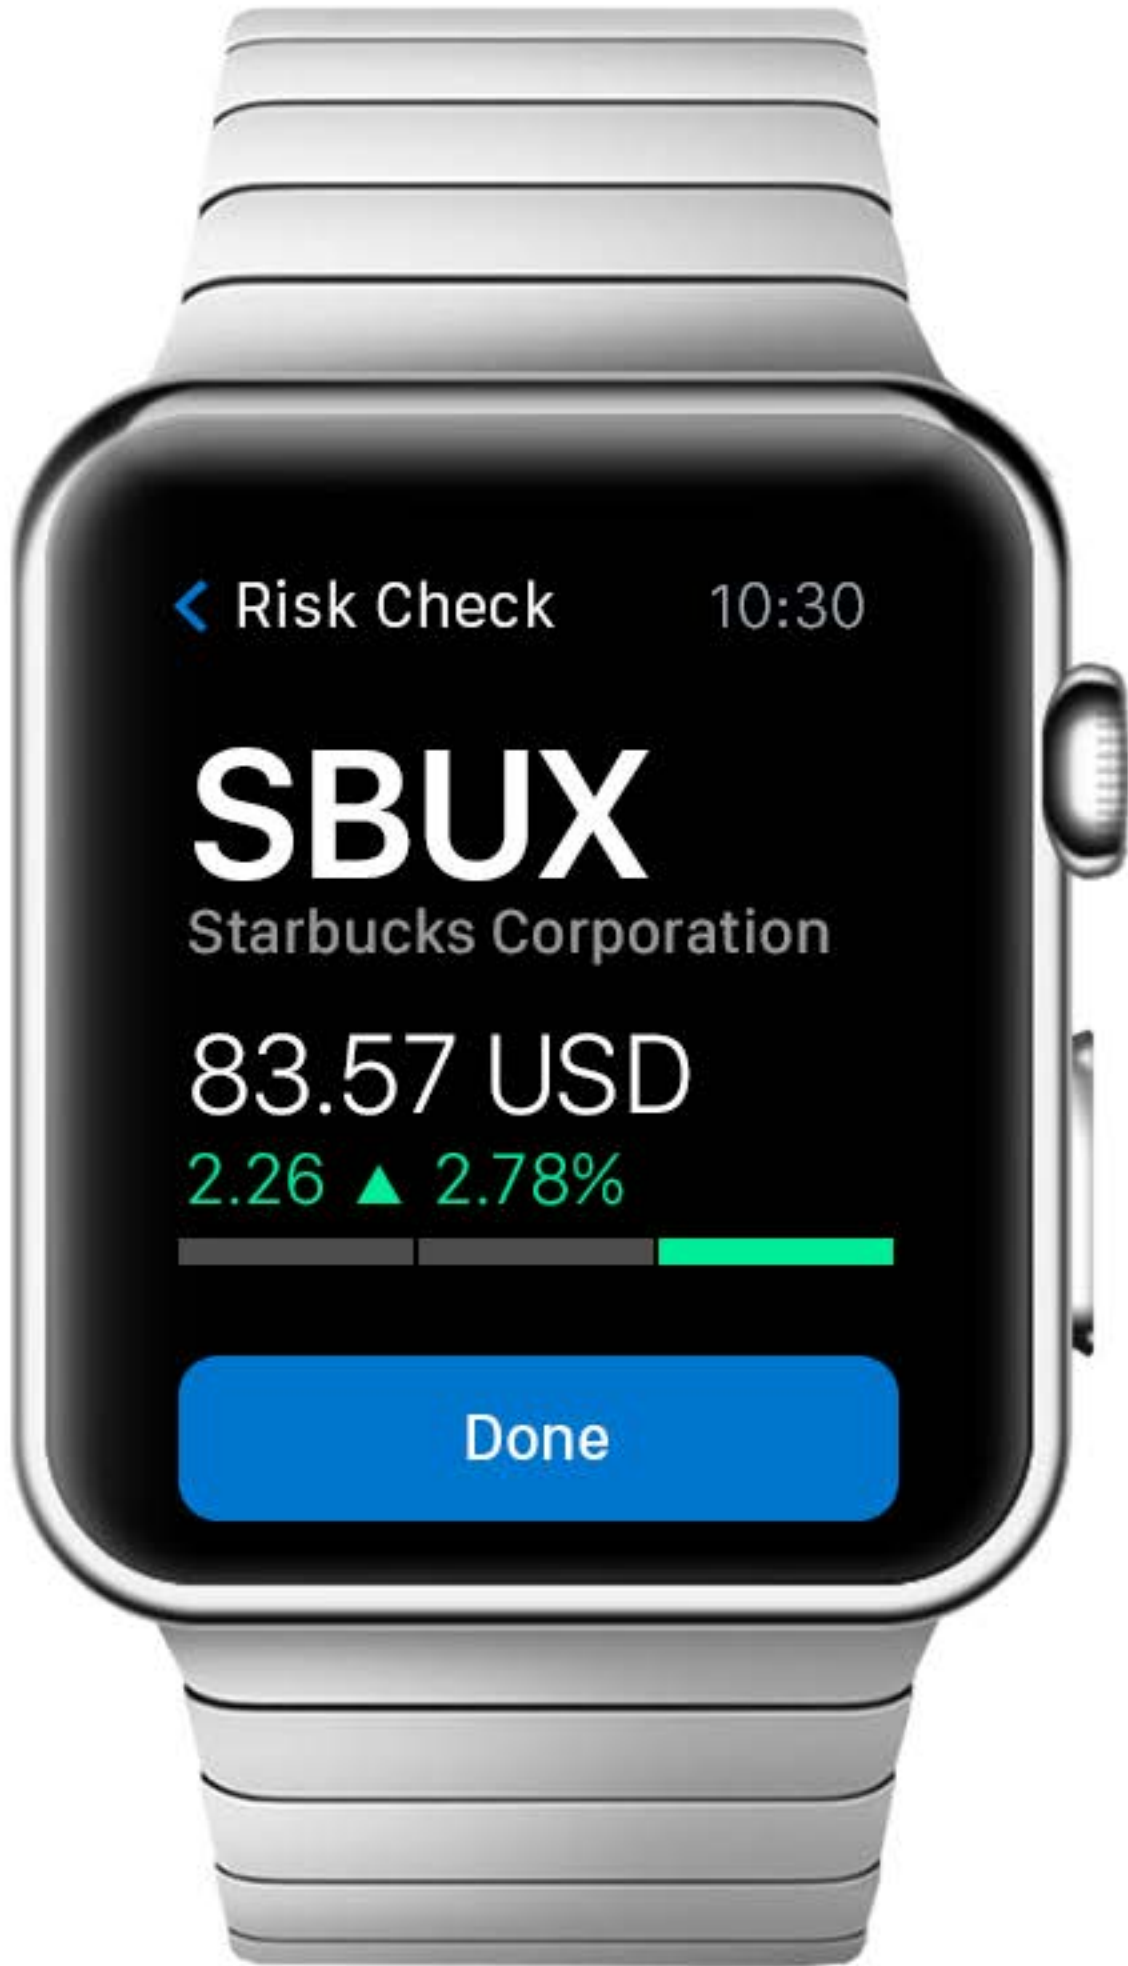 Risk Check 10:30
SBUX
Starbucks Corporation
83.57 USD
2.26 ▲ 2.78%
Done